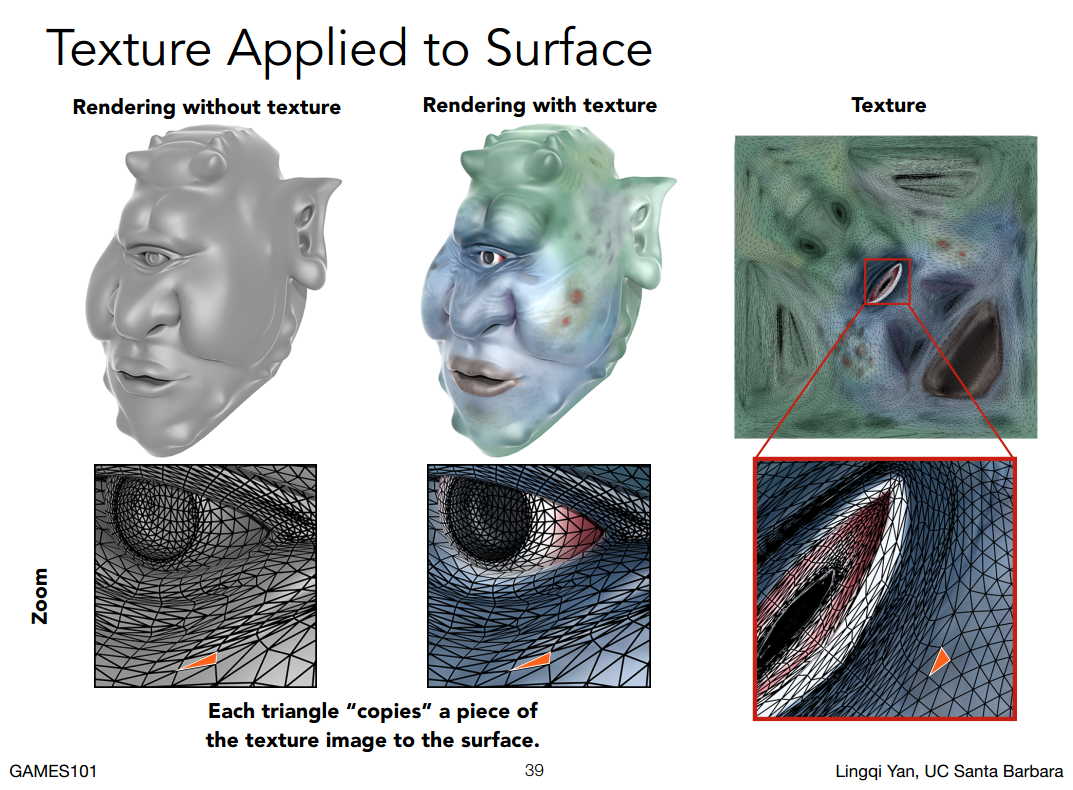 Texture Applied to Surface
Rendering without texture
Rendering with texture
Texture
Zoom
Each triangle “copies” a piece of
the texture image to the surface.
GAMES101
39
Lingqi Yan, UC Santa Barbara